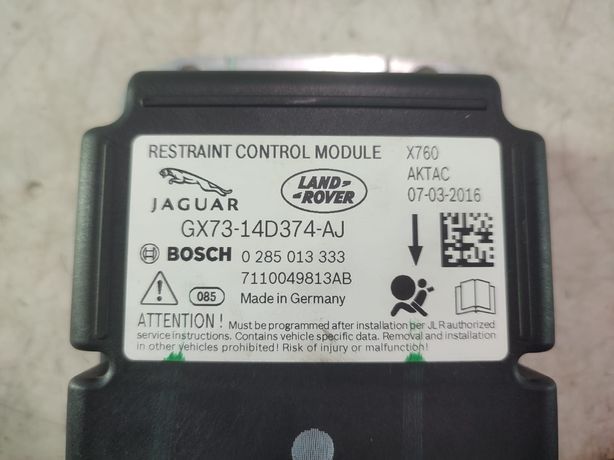 RESTRAINT CONTROL MODULE X760
AKTAC
JAGUAR LAND-ROVER 07-03-2016
GX73-14D374-AJ
BOSCH 0 285 013 333
7110049813AB
085 Made in Germany
ATTENTION ! Must be programmed after installation per JLR authorized
service instructions. Contains vehicle specific data. Removal and installation
in other vehicles prohibited! Risk of injury or malfunction!